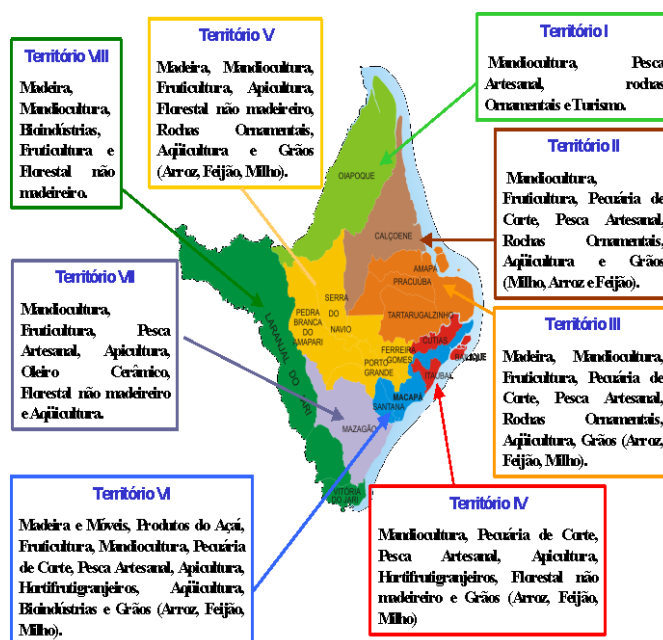 Território VIII
Madeira,
Mandiocultura,
Bioindústrias,
Fruticultura e
Florestal não
madeireiro.
Território V
Madeira, Mandiocultura,
Fruticultura, Apicultura,
Florestal não madeireiro,
Rochas Ornamentais,
Aqüicultura e Grãos
(Arroz, Feijão, Milho).
Território I
Mandiocultura, Pesca
Artesanal, rochas
Ornamentais e Turismo.
Território II
Mandiocultura,
Fruticultura, Pecuária de
Corte, Pesca Artesanal,
Rochas Ornamentais,
Aqüicultura e Grãos
(Milho, Arroz e Feijão).
Território VII
Mandiocultura,
Fruticultura, Pesca
Artesanal, Apicultura,
Oleiro Cerâmico,
Florestal não madeireiro
e Aqüicultura.
Território III
Madeira, Mandiocultura,
Fruticultura, Pecuária de
Corte, Pesca Artesanal,
Rochas Ornamentais,
Aqüicultura, Grãos (Arroz,
Feijão, Milho).
Território VI
Madeira e Móveis, Produtos do Açaí,
Fruticultura, Mandiocultura, Pecuária
de Corte, Pesca Artesanal, Apicultura,
Hortifrutigranjeiros, Aqüicultura,
Bioindústrias e Grãos (Arroz, Feijão,
Milho).
Território IV
Mandiocultura, Pecuária de Corte,
Pesca Artesanal, Apicultura,
Hortifrutigranjeiros, Florestal não
madeireiro e Grãos (Arroz, Feijão,
Milho)
OIAPOQUE
CALÇOENE
AMAPA
PRACUÚBA
TARTARUGALZINHO
SERRA
DO
NAVIO
PEDRA
BRANCA
DO
AMAPARI
CUTIAS
FERREIRA
GOMES
PORTO
GRANDE
ITAUBAL
MACAPÁ
SANTANA
LARANJAL DO JARI
MAZAGÃO
VITÓRIA
DO JARI